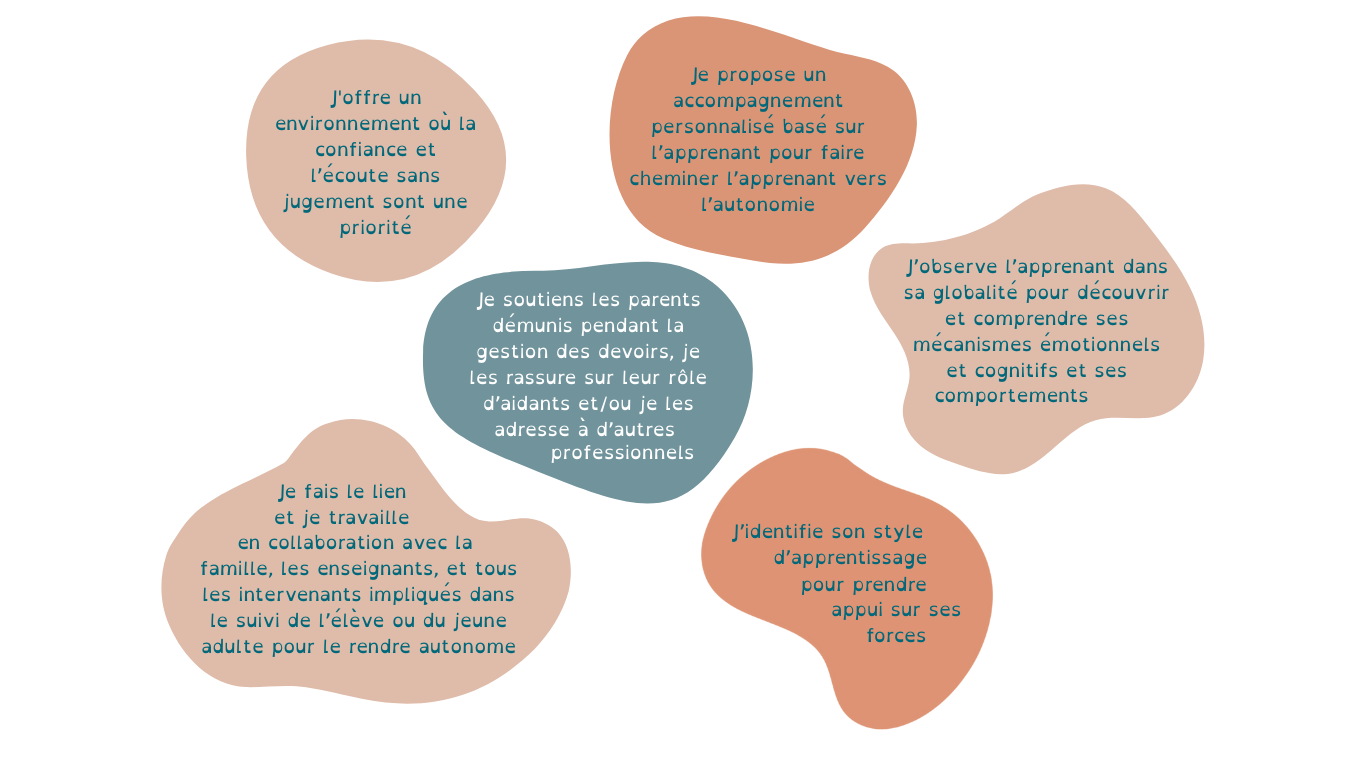 J'offre un
environnement où la
confiance et
l'écoute sans
jugement sont une
priorité
Je propose un
accompagnement
personnalisé basé sur
l'apprenant pour faire
cheminer l'apprenant vers
l'autonomie
J'observe l'apprenant dans
sa globalité pour découvrir
et comprendre ses
mécanismes émotionnels
et cognitifs et ses
comportements
Je soutiens les parents
démunis pendant la
gestion des devoirs, je
les rassure sur leur rôle
d'aidants et/ou je les
adresse à d'autres
professionnels
Je fais le lien
et je travaille
en collaboration avec la
famille, les enseignants, et tous
les intervenants impliqués dans
le suivi de l'élève ou du jeune
adulte pour le rendre autonome
J'identifie son style
d'apprentissage
pour prendre
appui sur ses
forces